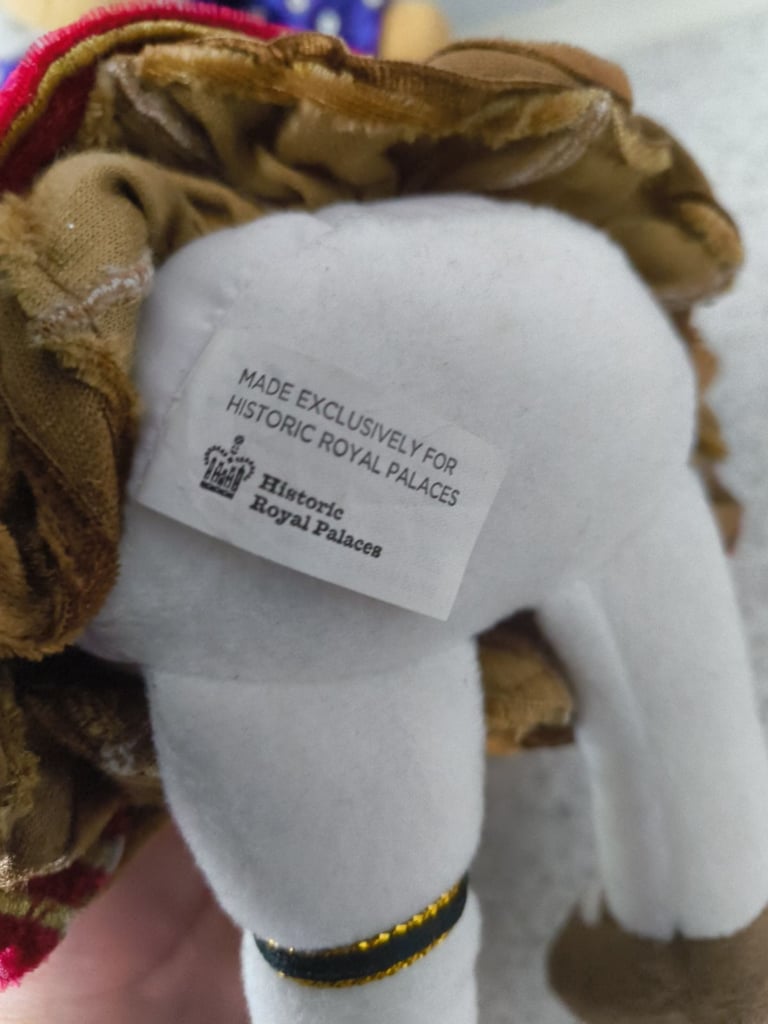 MADE EXCLUSIVELY FOR
HISTORIC ROYAL PALACES
Historic
Royal Palaces